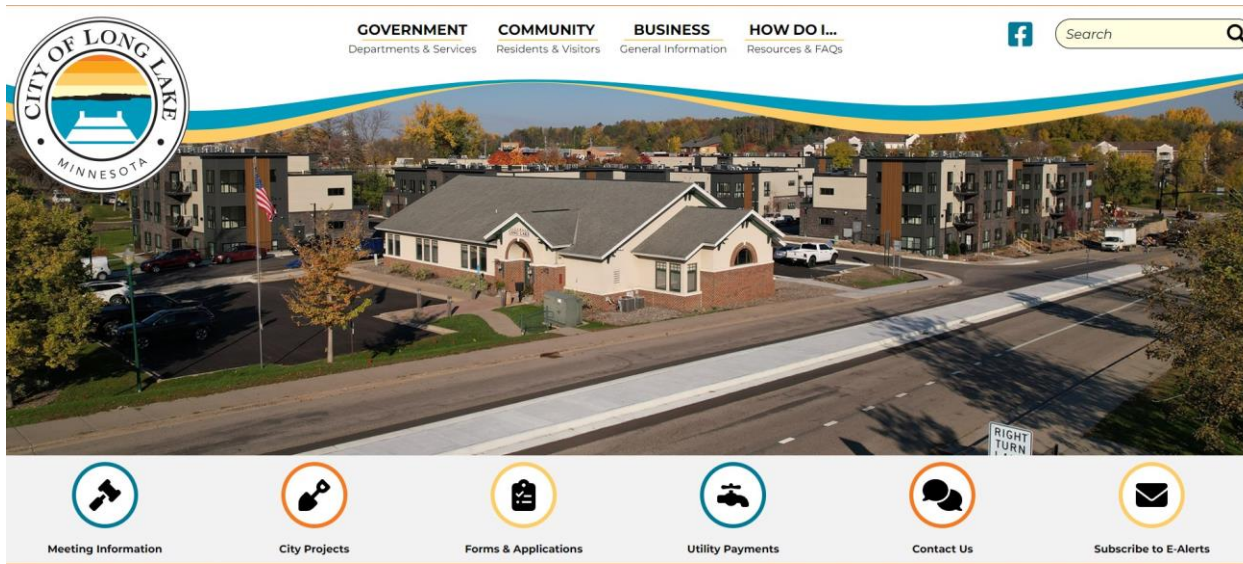 CITY OF LONG LAKE
MINNESOTA
GOVERNMENT
Departments & Services
COMMUNITY
Residents & Visitors
BUSINESS
General Information
HOW DO I...
Resources & FAQs
Search
RIGHT
TURN
Meeting Information
City Projects
Forms & Applications
Utility Payments
Contact Us
Subscribe to E-Alerts